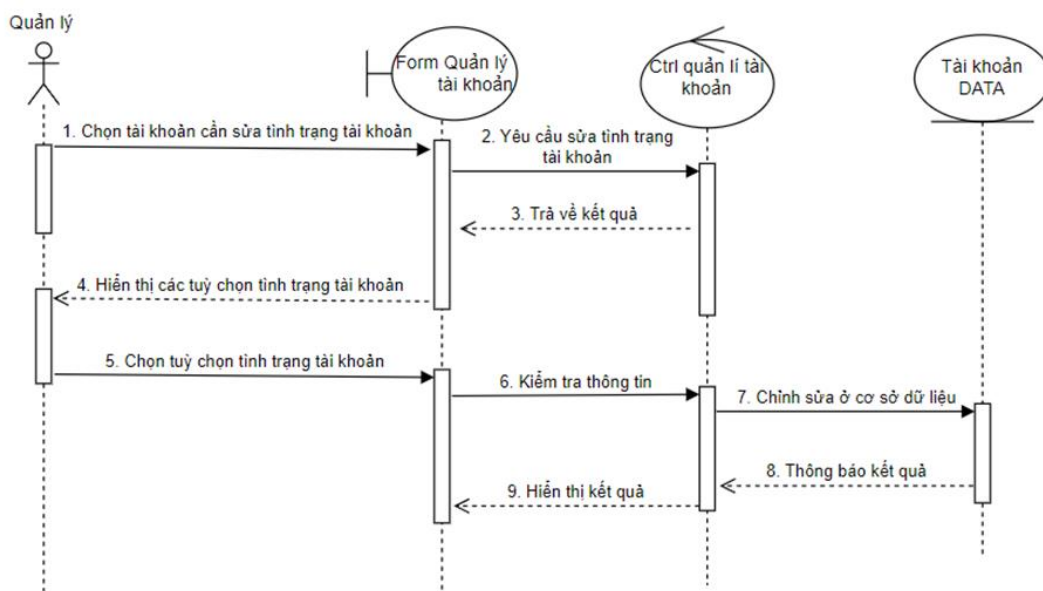 Quản lý
Form Quản lý
tài khoản
Ctrl quản lí tài
khoản
Tài khoản
DATA
1. Chọn tài khoản cần sửa tình trạng tài khoản
2. Yêu cầu sửa tình trạng
tài khoản
3. Trả về kết quả
4. Hiển thị các tuỳ chọn tình trạng tài khoản
5. Chọn tuỳ chọn tình trạng tài khoản
6. Kiểm tra thông tin
7. Chỉnh sửa ở cơ sở dữ liệu
8. Thông báo kết quả
9. Hiển thị kết quả